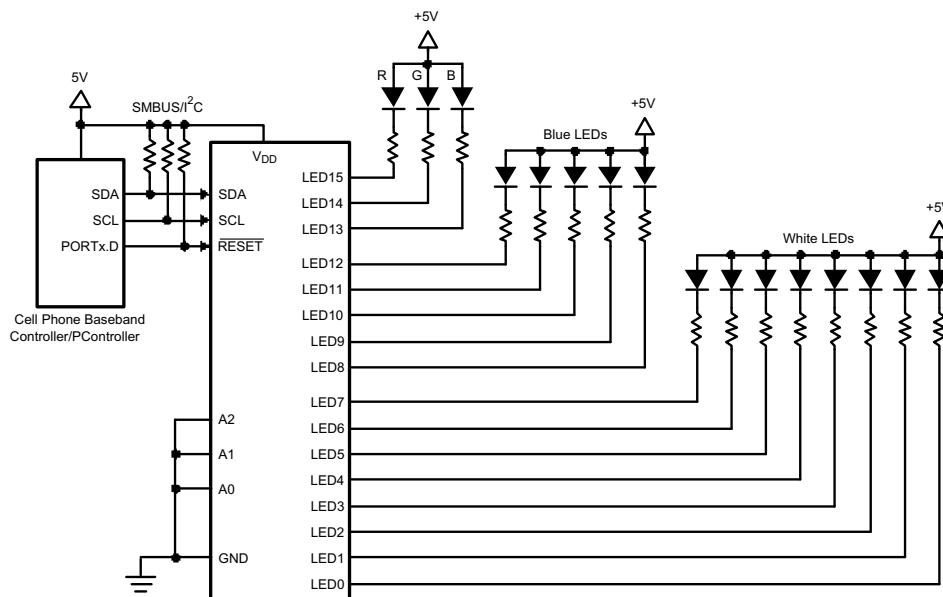 +5V
5V
R G B
SMBUS/I²C
+5V
Blue LEDs
VDD
LED15
SDA SDA
LED14
SCL SCL
+5V
LED13
PORTx.D RESET
White LEDs
LED12
LED11
LED10
Cell Phone Baseband
Controller/PController
LED9
LED8
LED7
A2
LED6
A1
LED5
LED4
A0
LED3
LED2
GND
LED1
LED0